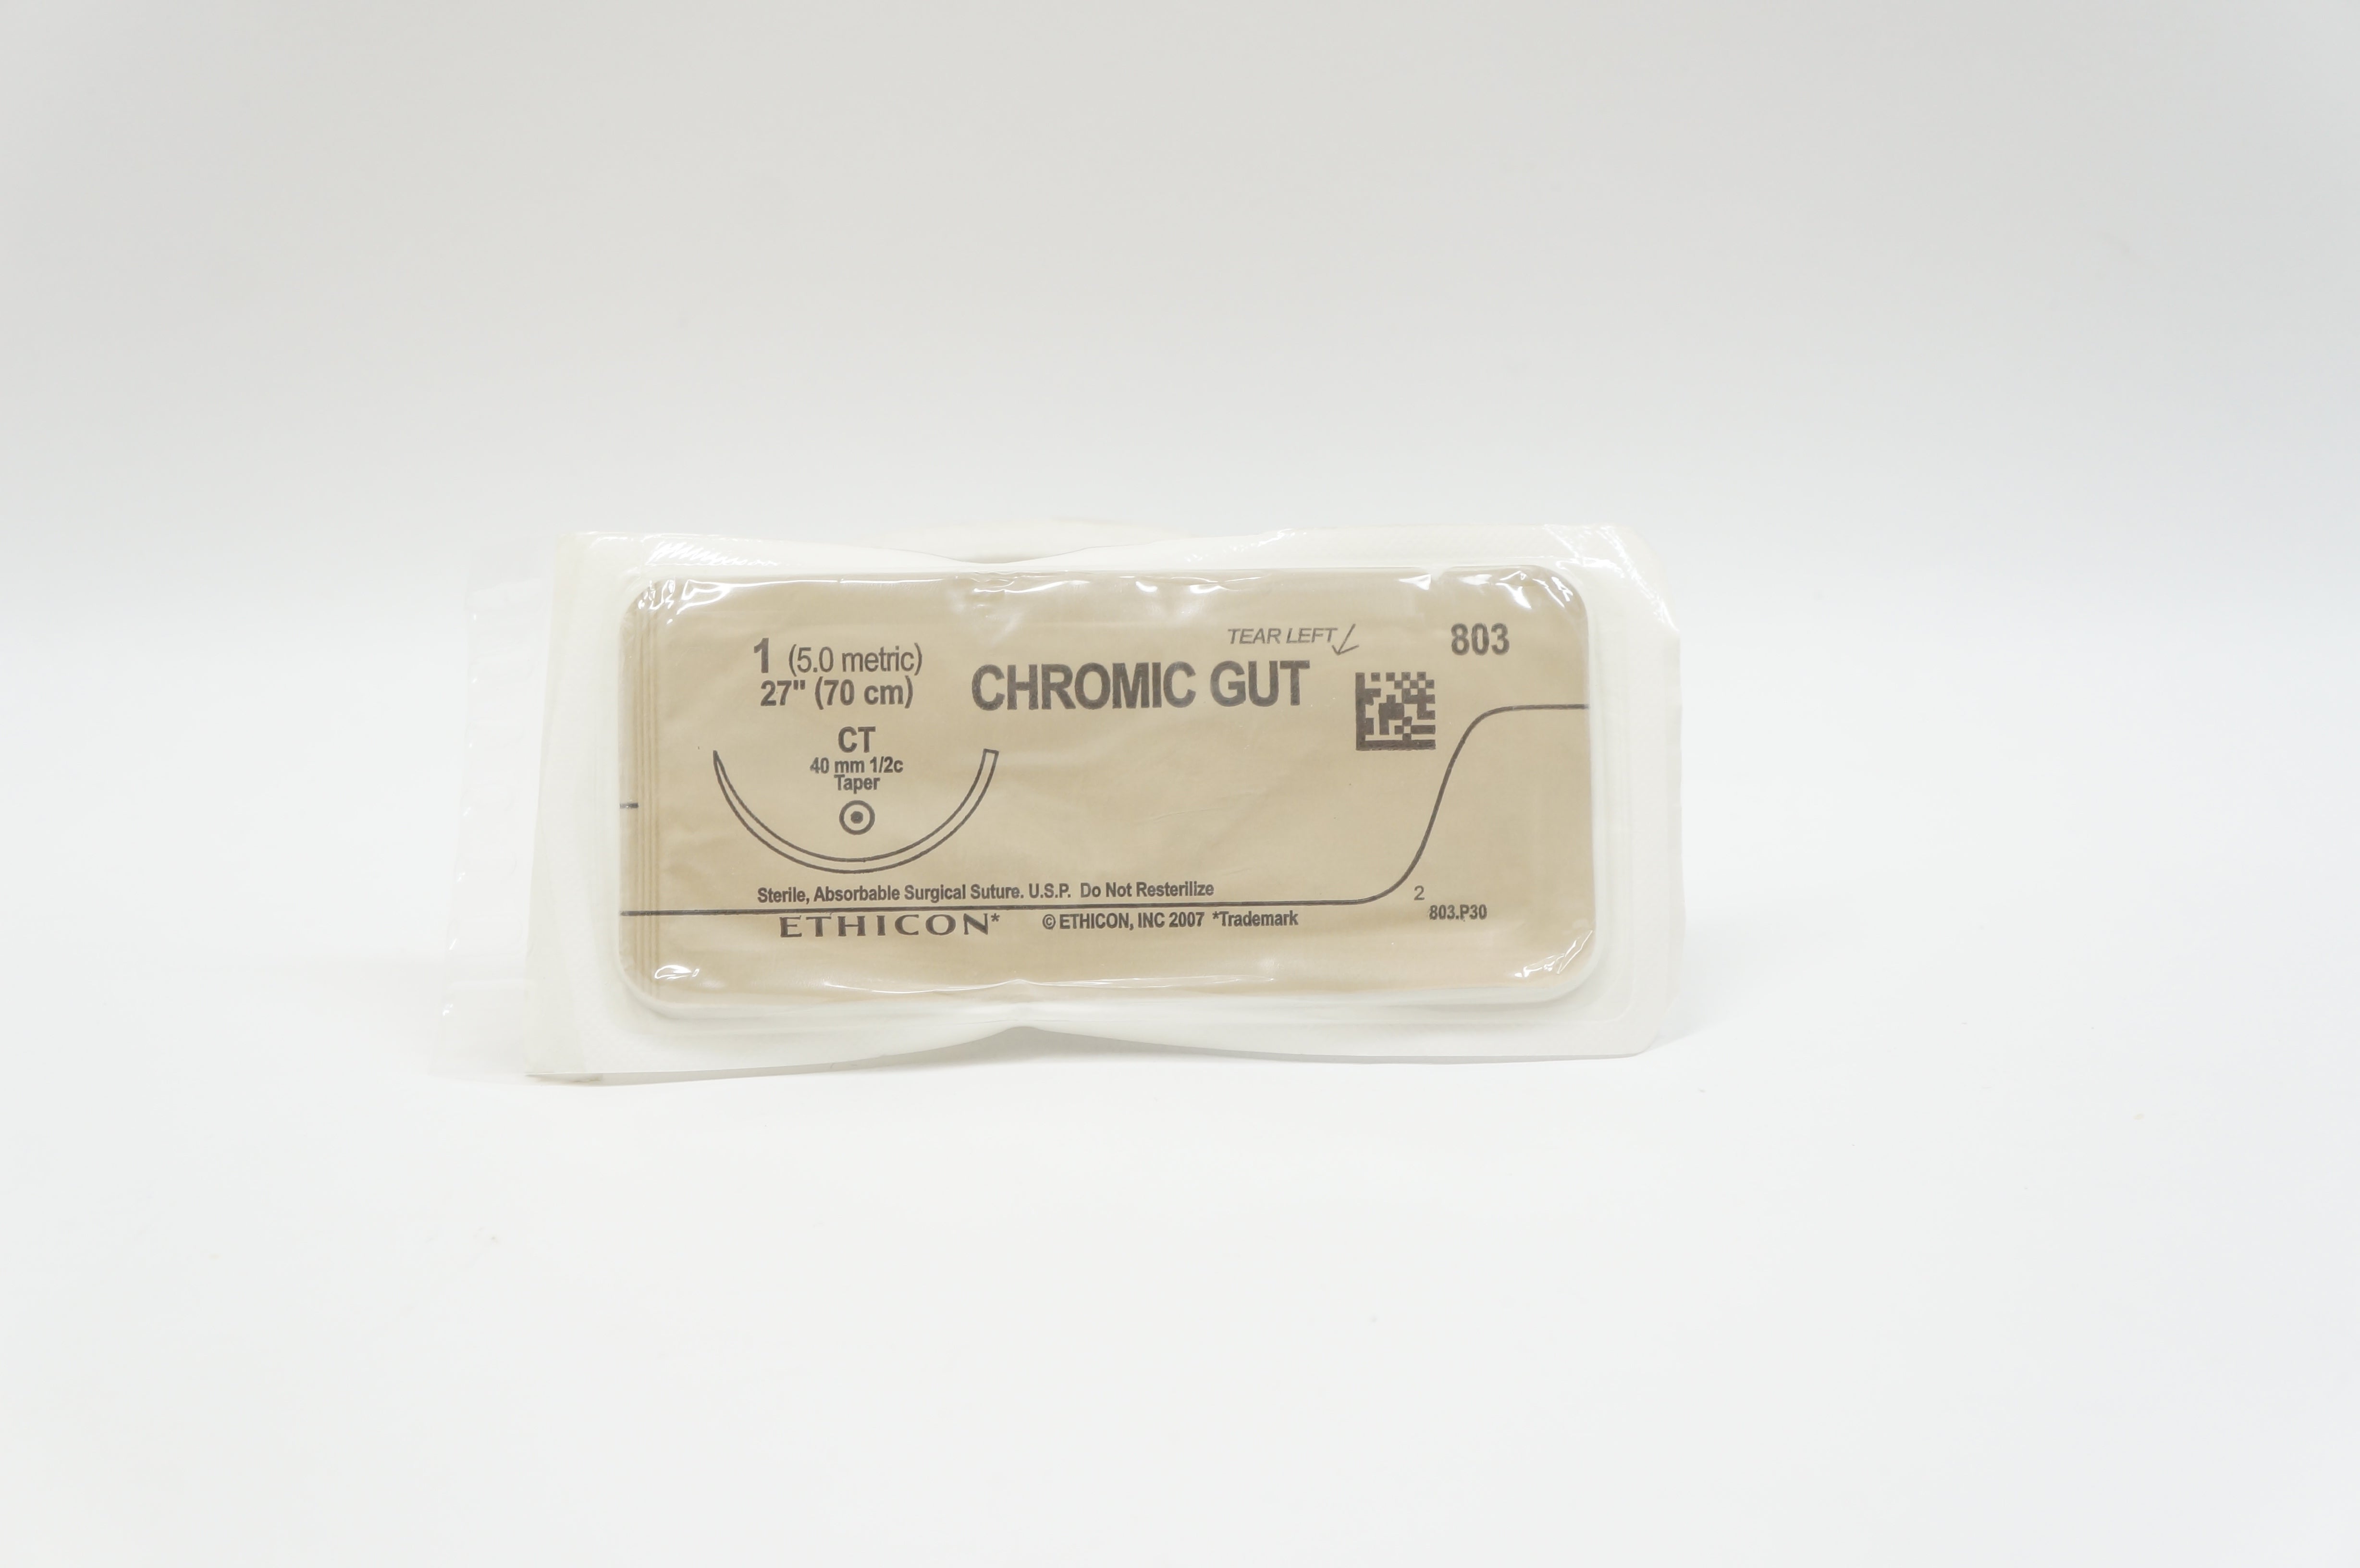 1 (5.0 metric)
27" (70 cm)
CT
40 mm 1/2c
Taper
TEAR LEFT
CHROMIC GUT
803
Sterile, Absorbable Surgical Suture. U.S.P. Do Not Resterilize
ETHICON* © ETHICON, INC 2007 *Trademark
2
803.P30